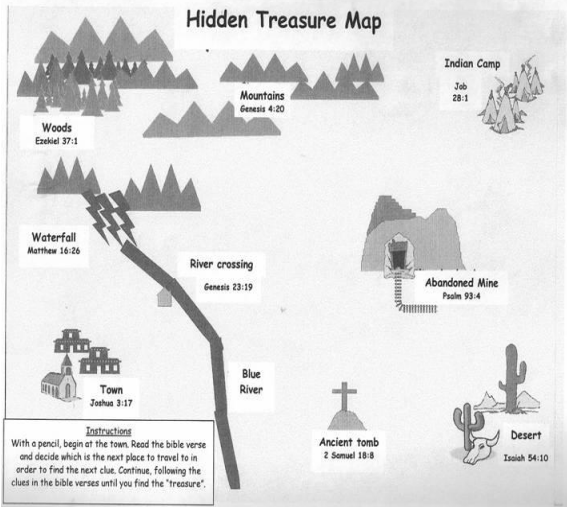 Hidden Treasure Map
Indian Camp
Job
28:1
Mountains
Genesis 4:20
Woods
Ezekiel 37:1
Waterfall
Matthew 16:26
River crossing
Genesis 23:19
Abandoned Mine
Psalm 93:4
Town
Joshua 3:17
Blue
River
Ancient tomb
2 Samuel 18:8
Desert
Isaiah 54:10
Instructions
With a pencil, begin at the town. Read the bible verse
and decide which is the next place to travel to in
order to find the next clue. Continue, following the
clues in the bible verses until you find the "treasure".